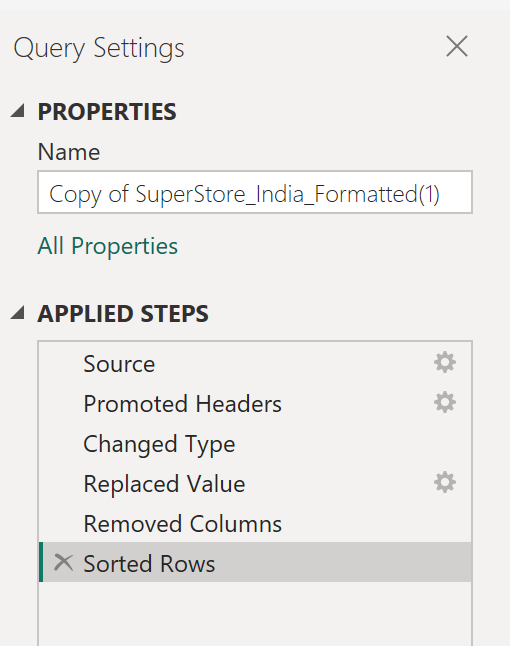 Query Settings
PROPERTIES
Name
Copy of SuperStore_India_Formatted(1)
All Properties
APPLIED STEPS
Source
Promoted Headers
Changed Type
Replaced Value
Removed Columns
Sorted Rows